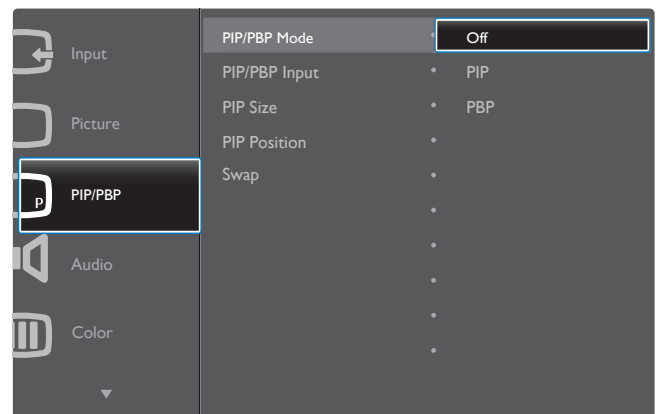 Input
Picture
P
PIP/PBP
Audio
Color
PIP/PBP Mode
PIP/PBP Input
PIP Size
PIP Position
Swap
Off
PIP
PBP